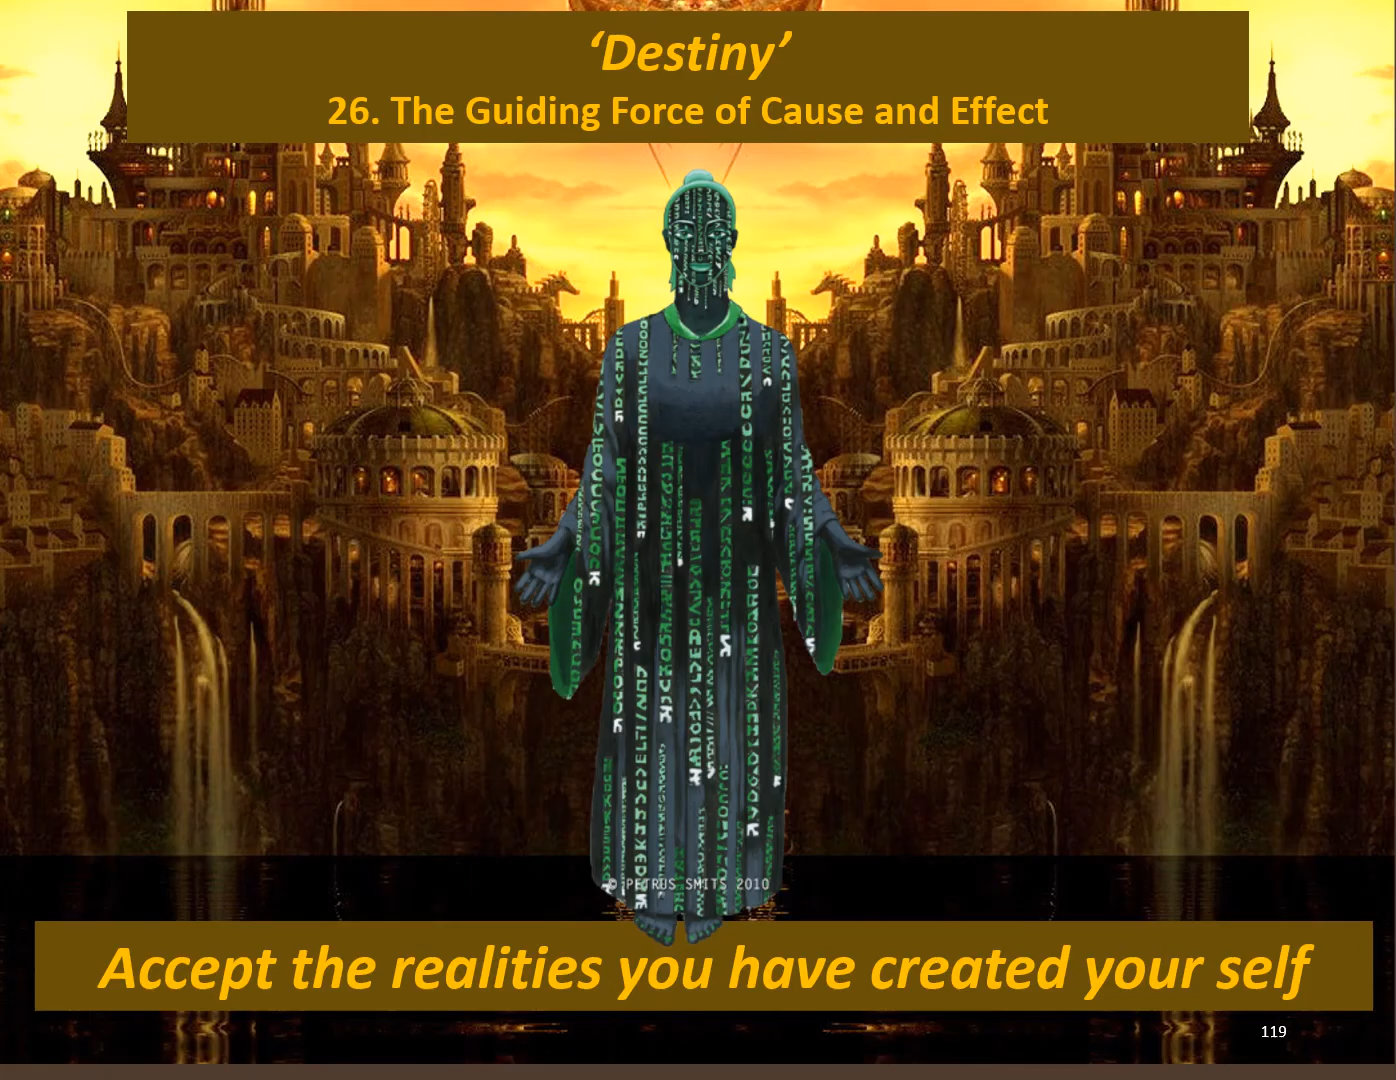 ‘Destiny’
26. The Guiding Force of Cause and Effect
© PETRUS SMITS 2010
Accept the realities you have created your self
119